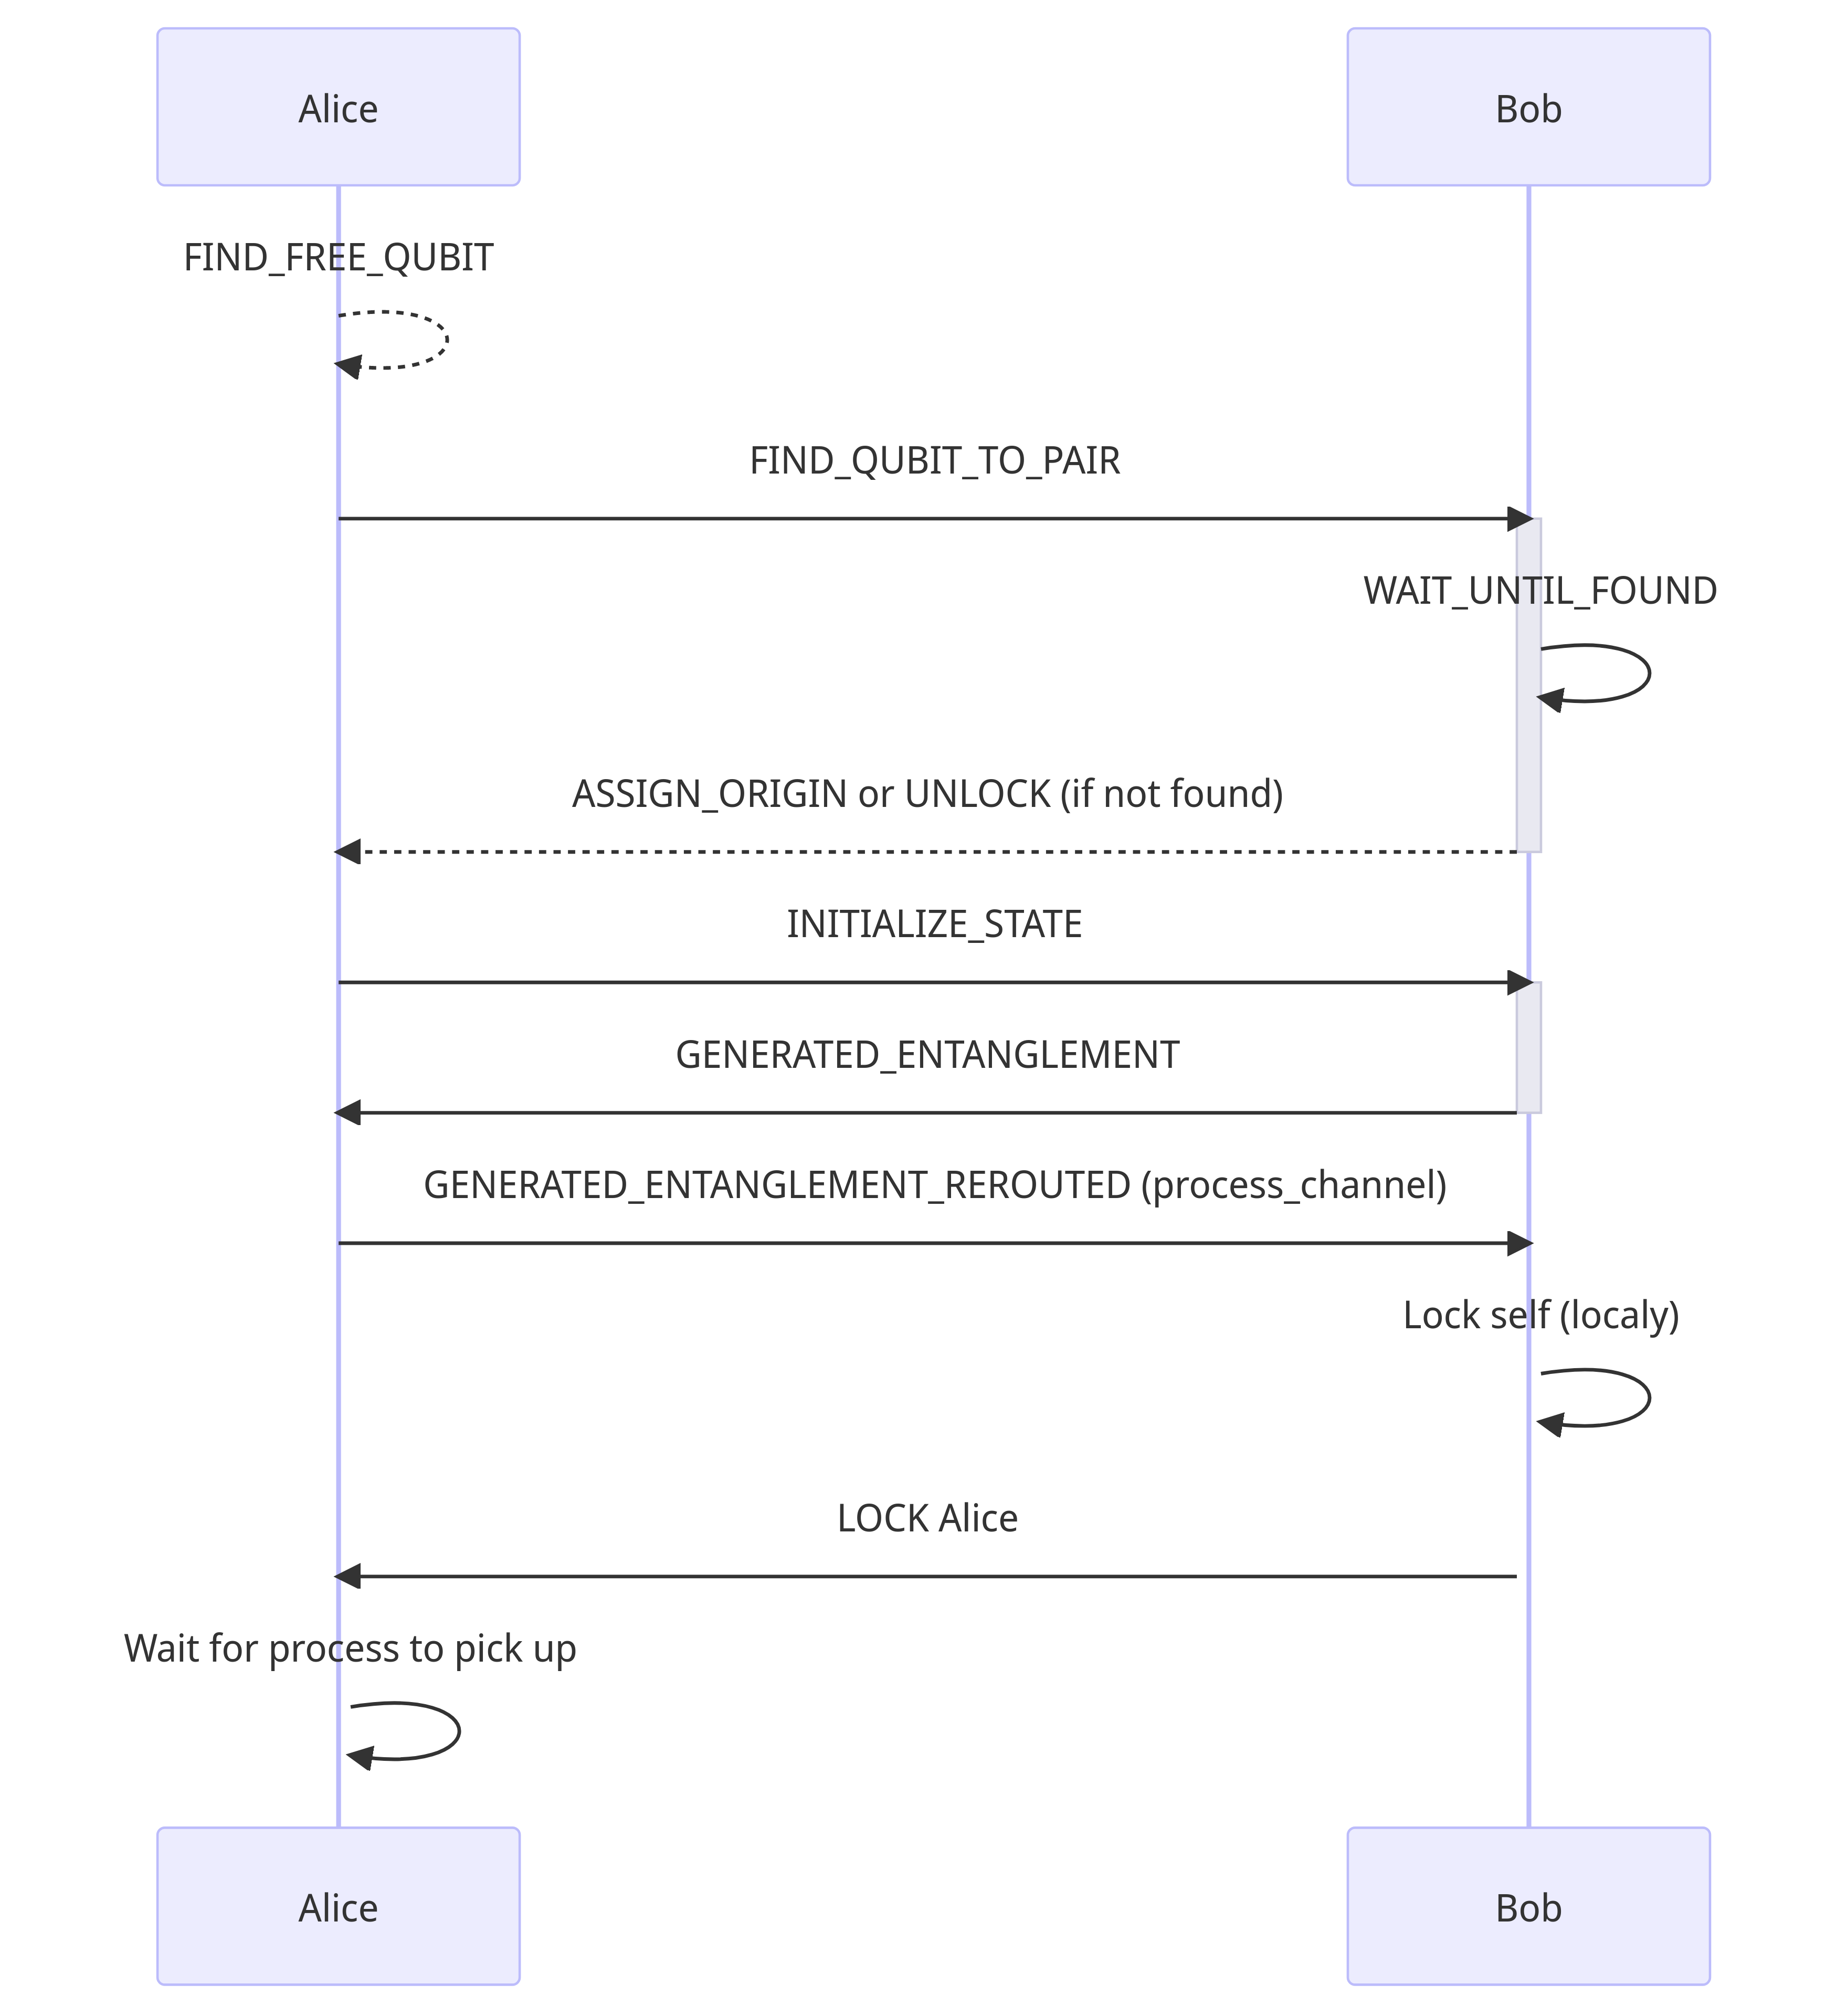 Alice
Bob
FIND_FREE_QUBIT
FIND_QUBIT_TO_PAIR
WAIT_UNTIL_FOUND
ASSIGN_ORIGIN or UNLOCK (if not found)
INITIALIZE_STATE
GENERATED_ENTANGLEMENT
GENERATED_ENTANGLEMENT_REROUTED (process_channel)
Lock self (localy)
LOCK Alice
Wait for process to pick up
Alice
Bob